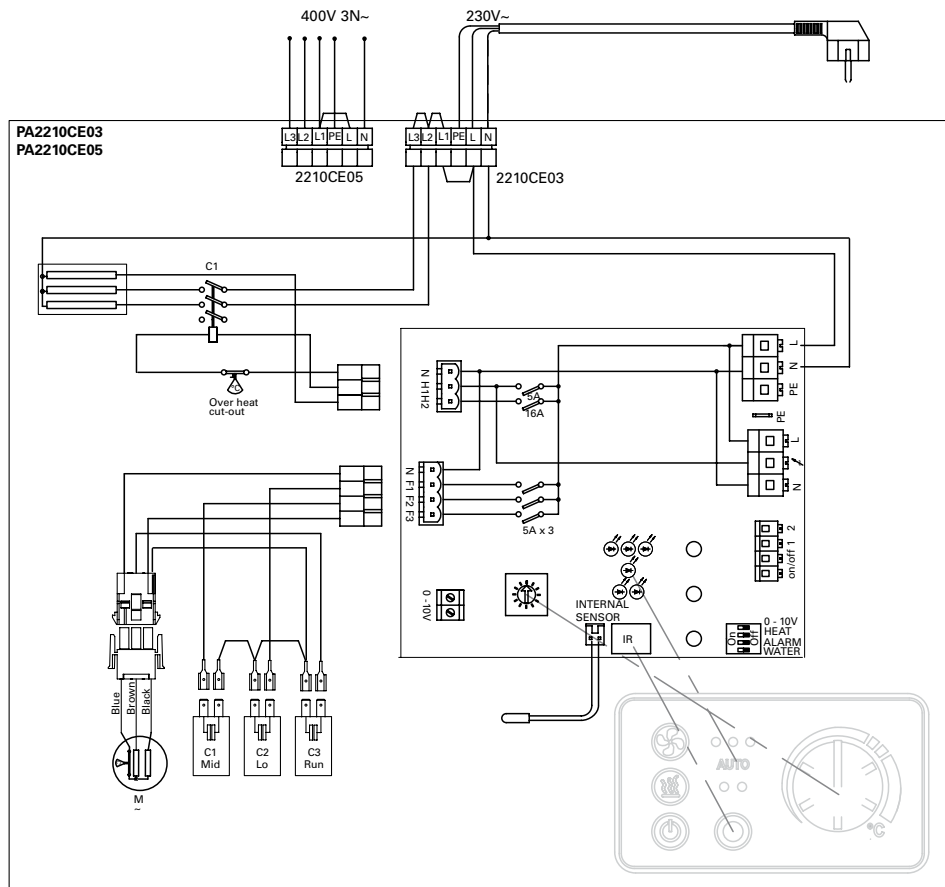 400V 3N~
230V~
PA2210CE03
PA2210CE05
L3 L2 L1 PE L N
L3 L2 L1 PE L N
2210CE05
2210CE03
C1
°C
Over heat
cut-out
N H1 H2
5A
16A
L
N
PE
PE
L
N
N F1 F2 F3
5A x 3
on/off 1 2
0 - 10V
INTERNAL
SENSOR
IR
On
Off
0 - 10V
HEAT
ALARM
WATER
Blue
Brown
Black
C1
Mid
C2
Lo
C3
Run
M
~
AUTO
°C